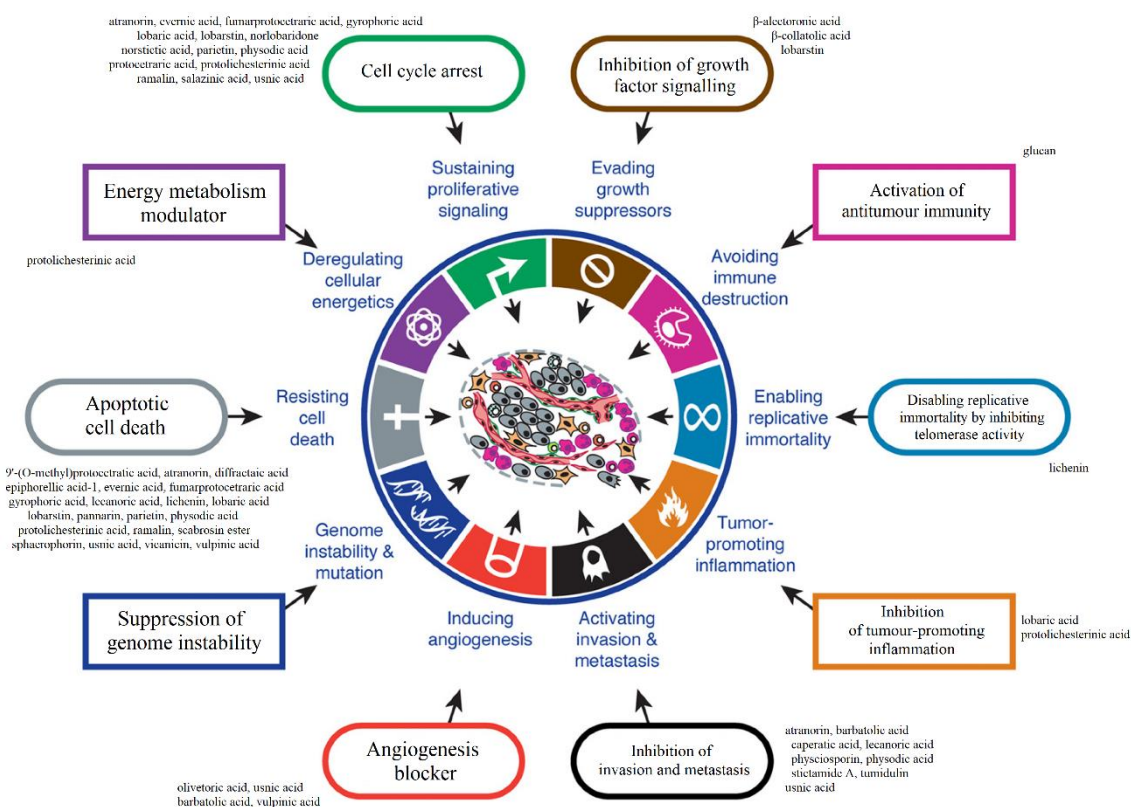 atranorin, evernic acid, fumarprotocetraric acid, gyrophoric acid
lobaric acid, lobarstin, norlobaridone
norstictic acid, parietin, physodic acid
protocetraric acid, protolichesterinic acid
ramalin, salazinic acid, usnic acid
Cell cycle arrest
β-alectoronic acid
β-collatolic acid
lobarstin
Inhibition of growth
factor signalling
Sustaining
proliferative
signaling
Evading
growth
suppressors
Energy metabolism
modulator
protolichesterinic acid
Deregulating
cellular
energetics
glucan
Activation of
antitumour immunity
Avoiding
immune
destruction
Apoptotic
cell death
Resisting
cell
death
9'-(O-methyl)protocetratic acid, atranorin, diffractaic acid
epiphorellic acid-1, evernic acid, fumarprotocetraric acid
gyrophoric acid, lecanoric acid, lichenin, lobaric acid
lobarstin, pannarin, parietin, physodic acid
protolichesterinic acid, ramalin, scabrosin ester
sphaerophorin, usnic acid, vicanicin, vulpinic acid
Enabling
replicative
immortality
Disabling replicative
immortality by inhibiting
telomerase activity
lichenin
Genome
instability &
mutation
Suppression of
genome instability
Tumor-
promoting
inflammation
Inhibition
of tumour-promoting
inflammation
lobaric acid
protolichesterinic acid
Inducing
angiogenesis
Activating
invasion &
metastasis
Angiogenesis
blocker
olivetoric acid, usnic acid
barbatolic acid, vulpinic acid
Inhibition of
invasion and metastasis
atranorin, barbatolic acid
caperatic acid, lecanoric acid
physciosporin, physodic acid
stictamide A, tumidulin
usnic acid